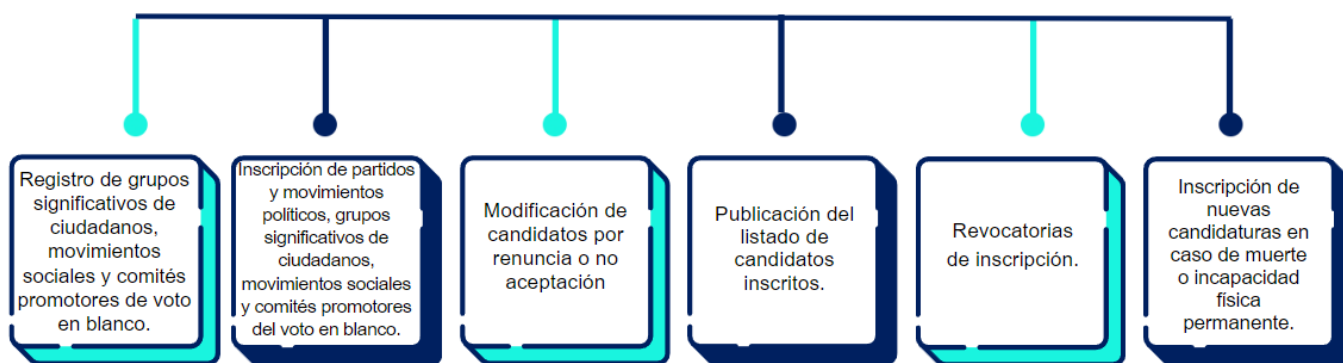 Registro de grupos
significativos de
ciudadanos,
movimientos
sociales y comités
promotores de voto
en blanco.
Inscripción de partidos
y movimientos
políticos, grupos
significativos de
ciudadanos,
movimientos sociales
y comités promotores
del voto en blanco.
Modificación de
candidatos por
renuncia o no
aceptación
Publicación del
listado de
candidatos
inscritos.
Revocatorias
de inscripción.
Inscripción de
nuevas
candidaturas en
caso de muerte
o incapacidad
física
permanente.